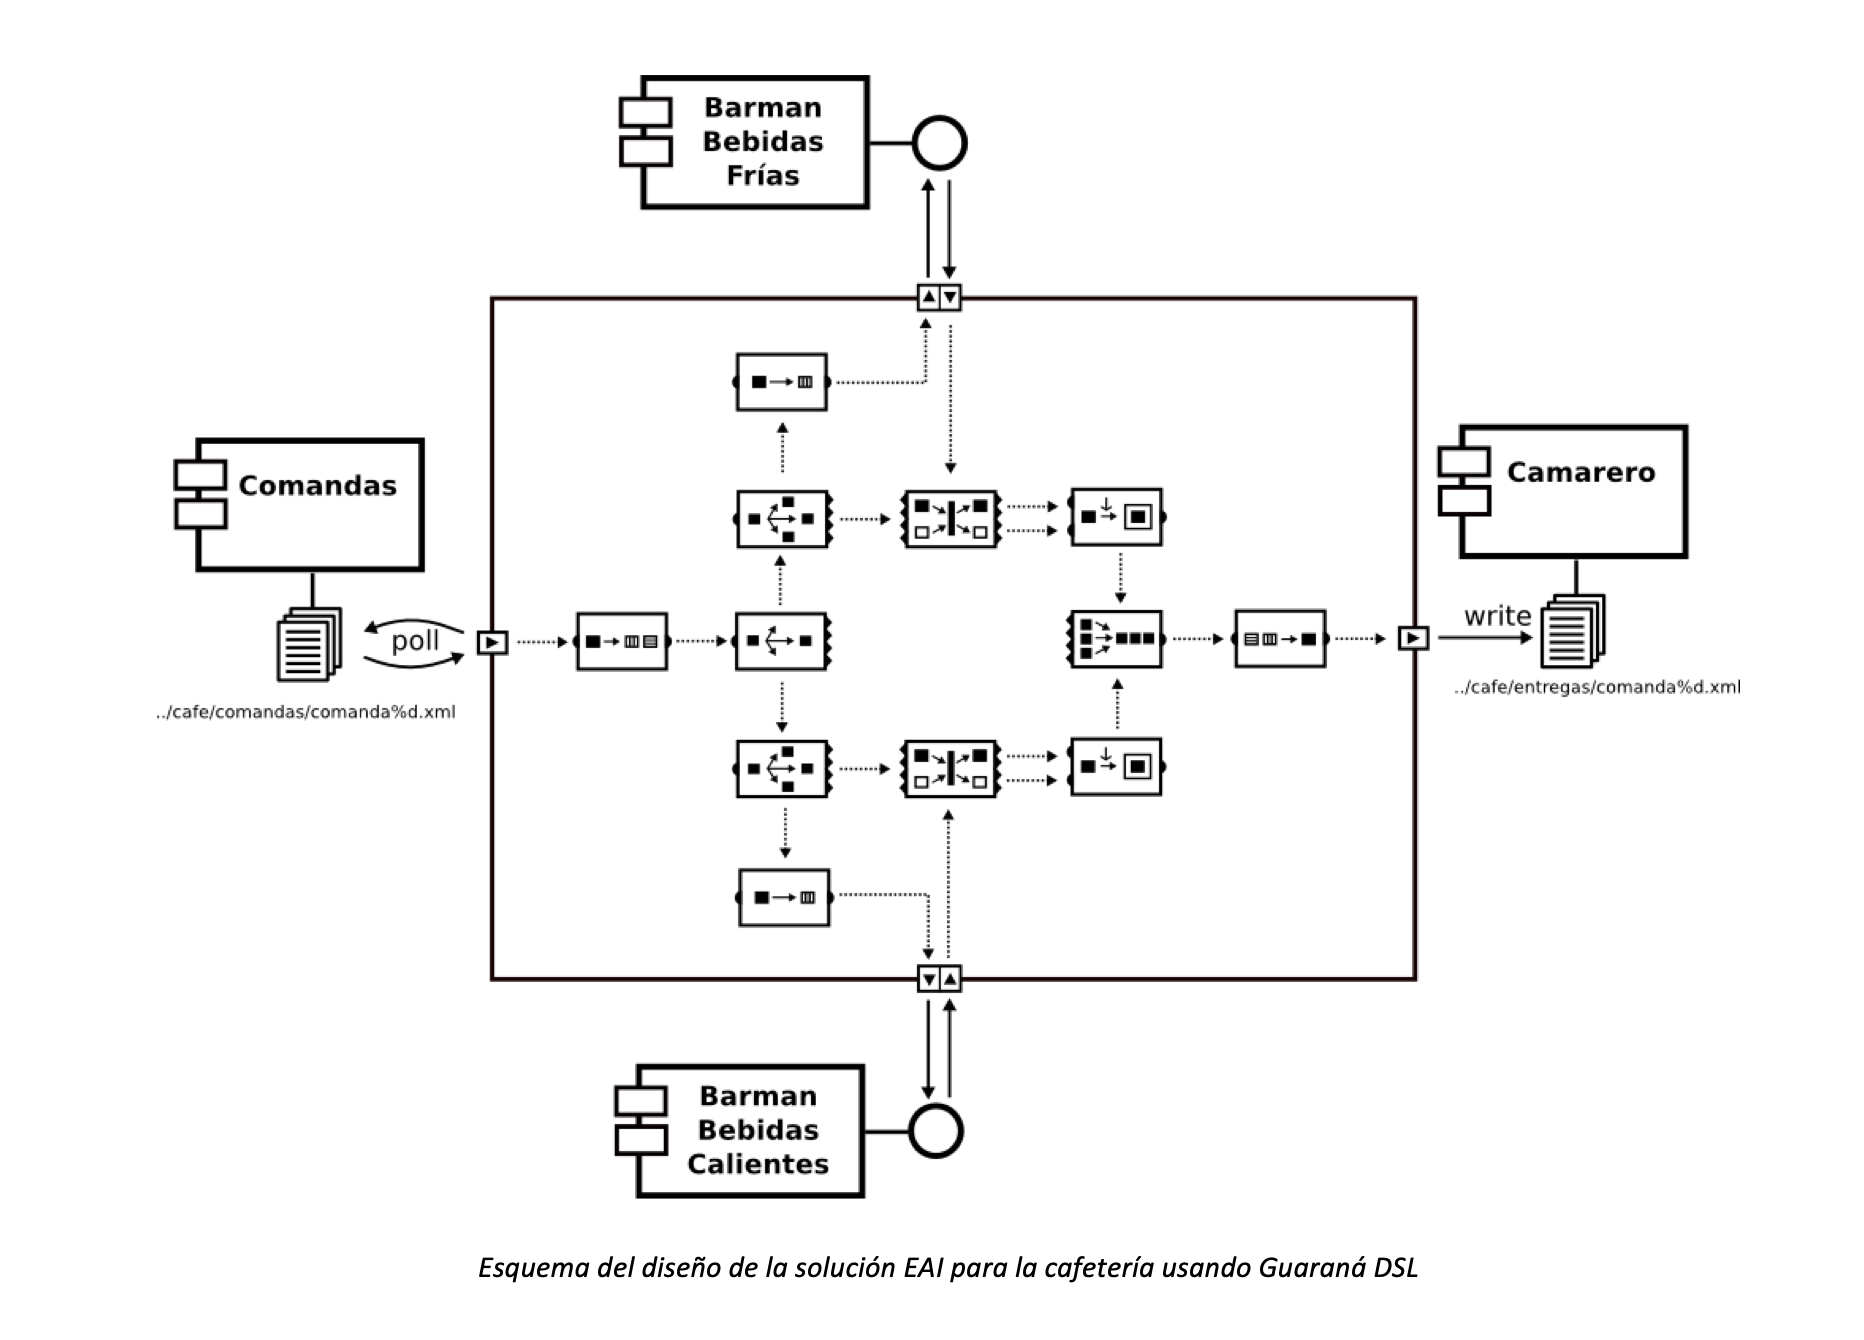 Barman
Bebidas
Frías
Comandas
poll
../cafe/comandas/comanda%d.xml
Camarero
write
../cafe/entregas/comanda%d.xml
Barman
Bebidas
Calientes
Esquema del diseño de la solución EAI para la cafetería usando Guaraná DSL